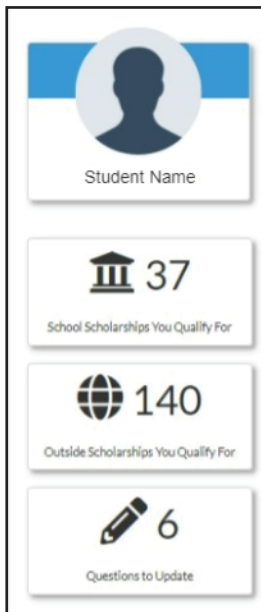 Student Name
37
School Scholarships You Qualify For
140
Outside Scholarships You Qualify For
6
Questions to Update